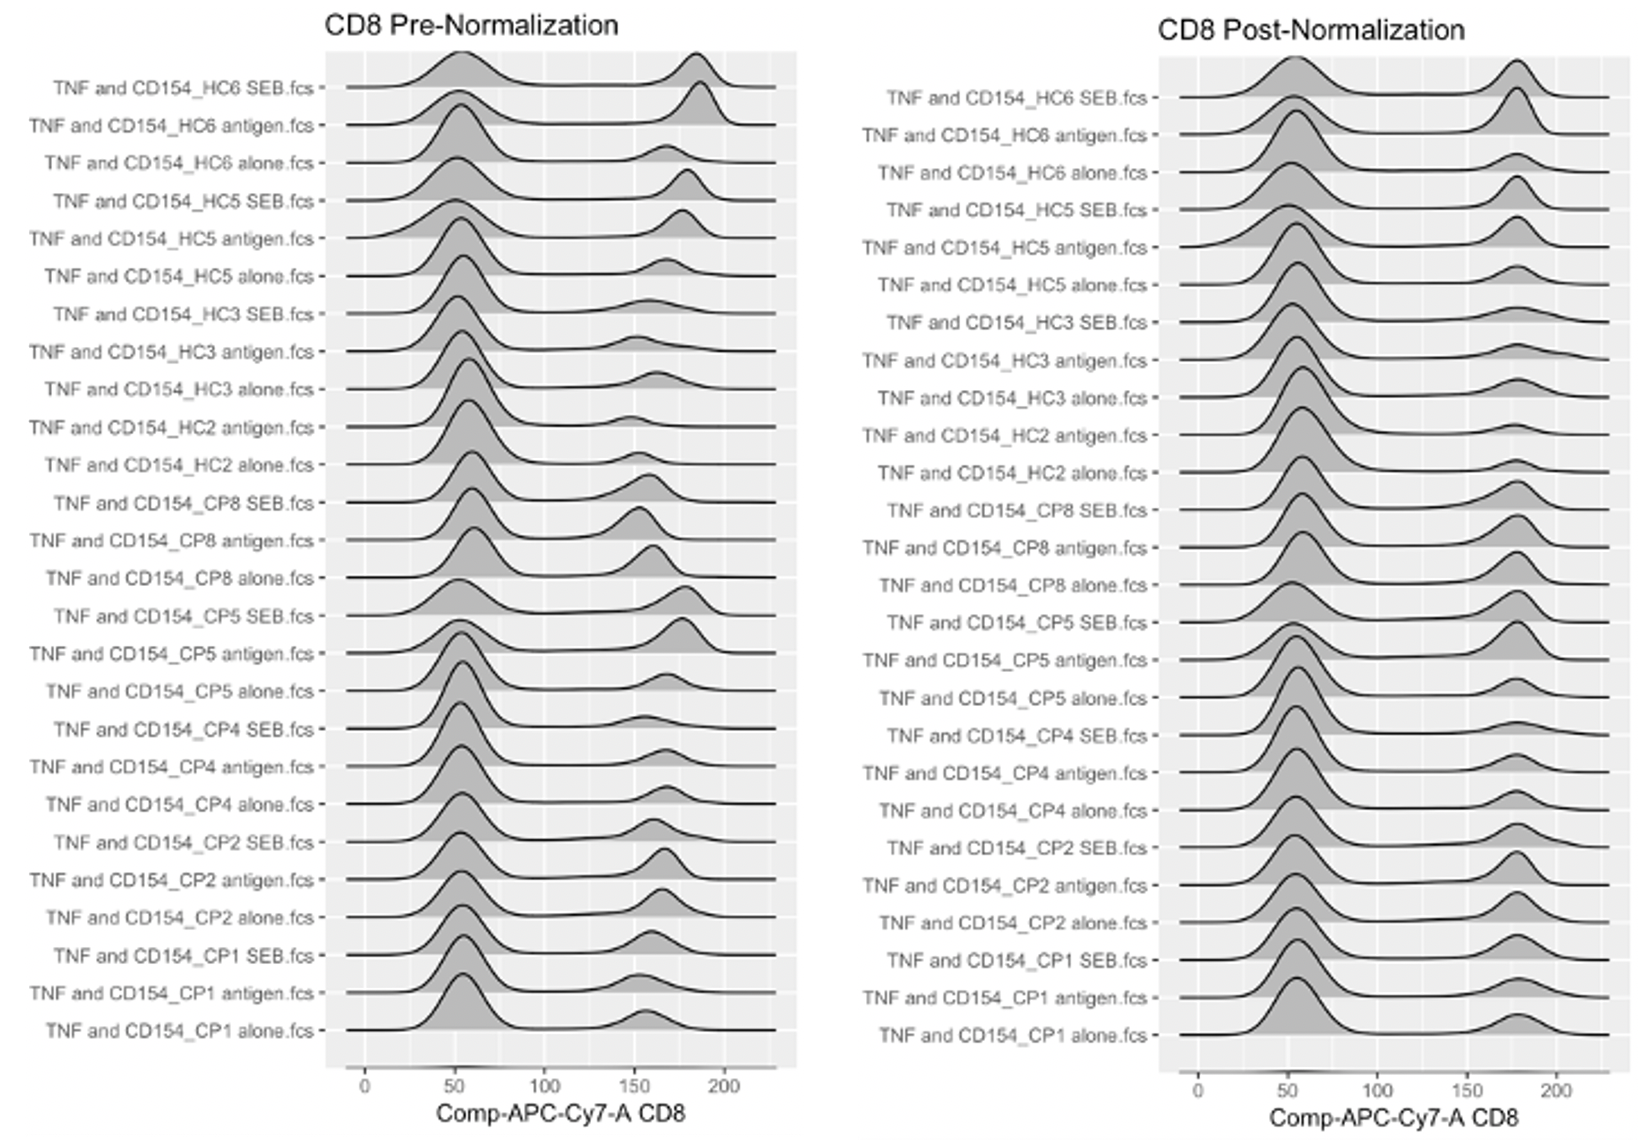 CD8 Pre-Normalization
TNF and CD154_HC6 SEB.fcs
TNF and CD154_HC6 antigen.fcs
TNF and CD154_HC6 alone.fcs
TNF and CD154_HC5 SEB.fcs
TNF and CD154_HC5 antigen.fcs
TNF and CD154_HC5 alone.fcs
TNF and CD154_HC3 SEB.fcs
TNF and CD154_HC3 antigen.fcs
TNF and CD154_HC3 alone.fcs
TNF and CD154_HC2 antigen.fcs
TNF and CD154_HC2 alone.fcs
TNF and CD154_CP8 SEB.fcs
TNF and CD154_CP8 antigen.fcs
TNF and CD154_CP8 alone.fcs
TNF and CD154_CP5 SEB.fcs
TNF and CD154_CP5 antigen.fcs
TNF and CD154_CP5 alone.fcs
TNF and CD154_CP4 SEB.fcs
TNF and CD154_CP4 antigen.fcs
TNF and CD154_CP4 alone.fcs
TNF and CD154_CP2 SEB.fcs
TNF and CD154_CP2 antigen.fcs
TNF and CD154_CP2 alone.fcs
TNF and CD154_CP1 SEB.fcs
TNF and CD154_CP1 antigen.fcs
TNF and CD154_CP1 alone.fcs
0 50 100 150 200
Comp-APC-Cy7-A CD8
CD8 Post-Normalization
TNF and CD154_HC6 SEB.fcs
TNF and CD154_HC6 antigen.fcs
TNF and CD154_HC6 alone.fcs
TNF and CD154_HC5 SEB.fcs
TNF and CD154_HC5 antigen.fcs
TNF and CD154_HC5 alone.fcs
TNF and CD154_HC3 SEB.fcs
TNF and CD154_HC3 antigen.fcs
TNF and CD154_HC3 alone.fcs
TNF and CD154_HC2 antigen.fcs
TNF and CD154_HC2 alone.fcs
TNF and CD154_CP8 SEB.fcs
TNF and CD154_CP8 antigen.fcs
TNF and CD154_CP8 alone.fcs
TNF and CD154_CP5 SEB.fcs
TNF and CD154_CP5 antigen.fcs
TNF and CD154_CP5 alone.fcs
TNF and CD154_CP4 SEB.fcs
TNF and CD154_CP4 antigen.fcs
TNF and CD154_CP4 alone.fcs
TNF and CD154_CP2 SEB.fcs
TNF and CD154_CP2 antigen.fcs
TNF and CD154_CP2 alone.fcs
TNF and CD154_CP1 SEB.fcs
TNF and CD154_CP1 antigen.fcs
TNF and CD154_CP1 alone.fcs
0 50 100 150 200
Comp-APC-Cy7-A CD8